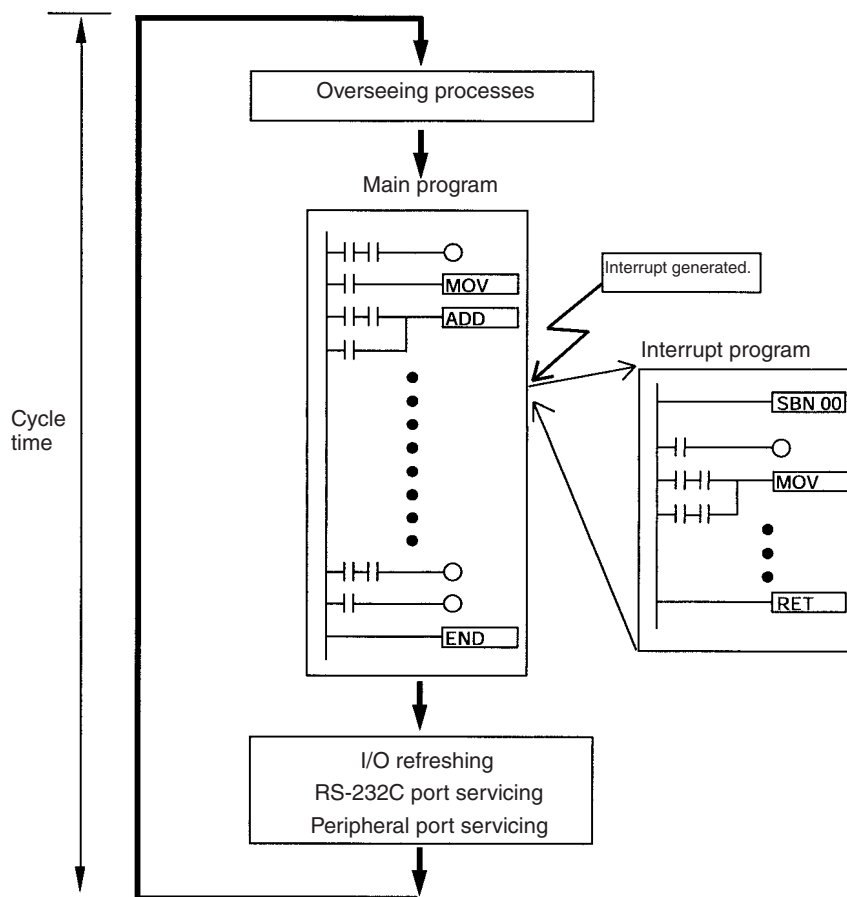 Overseeing processes
Main program
MOV
ADD
END
Interrupt generated.
Interrupt program
SBN 00
MOV
RET
Cycle
time
I/O refreshing
RS-232C port servicing
Peripheral port servicing